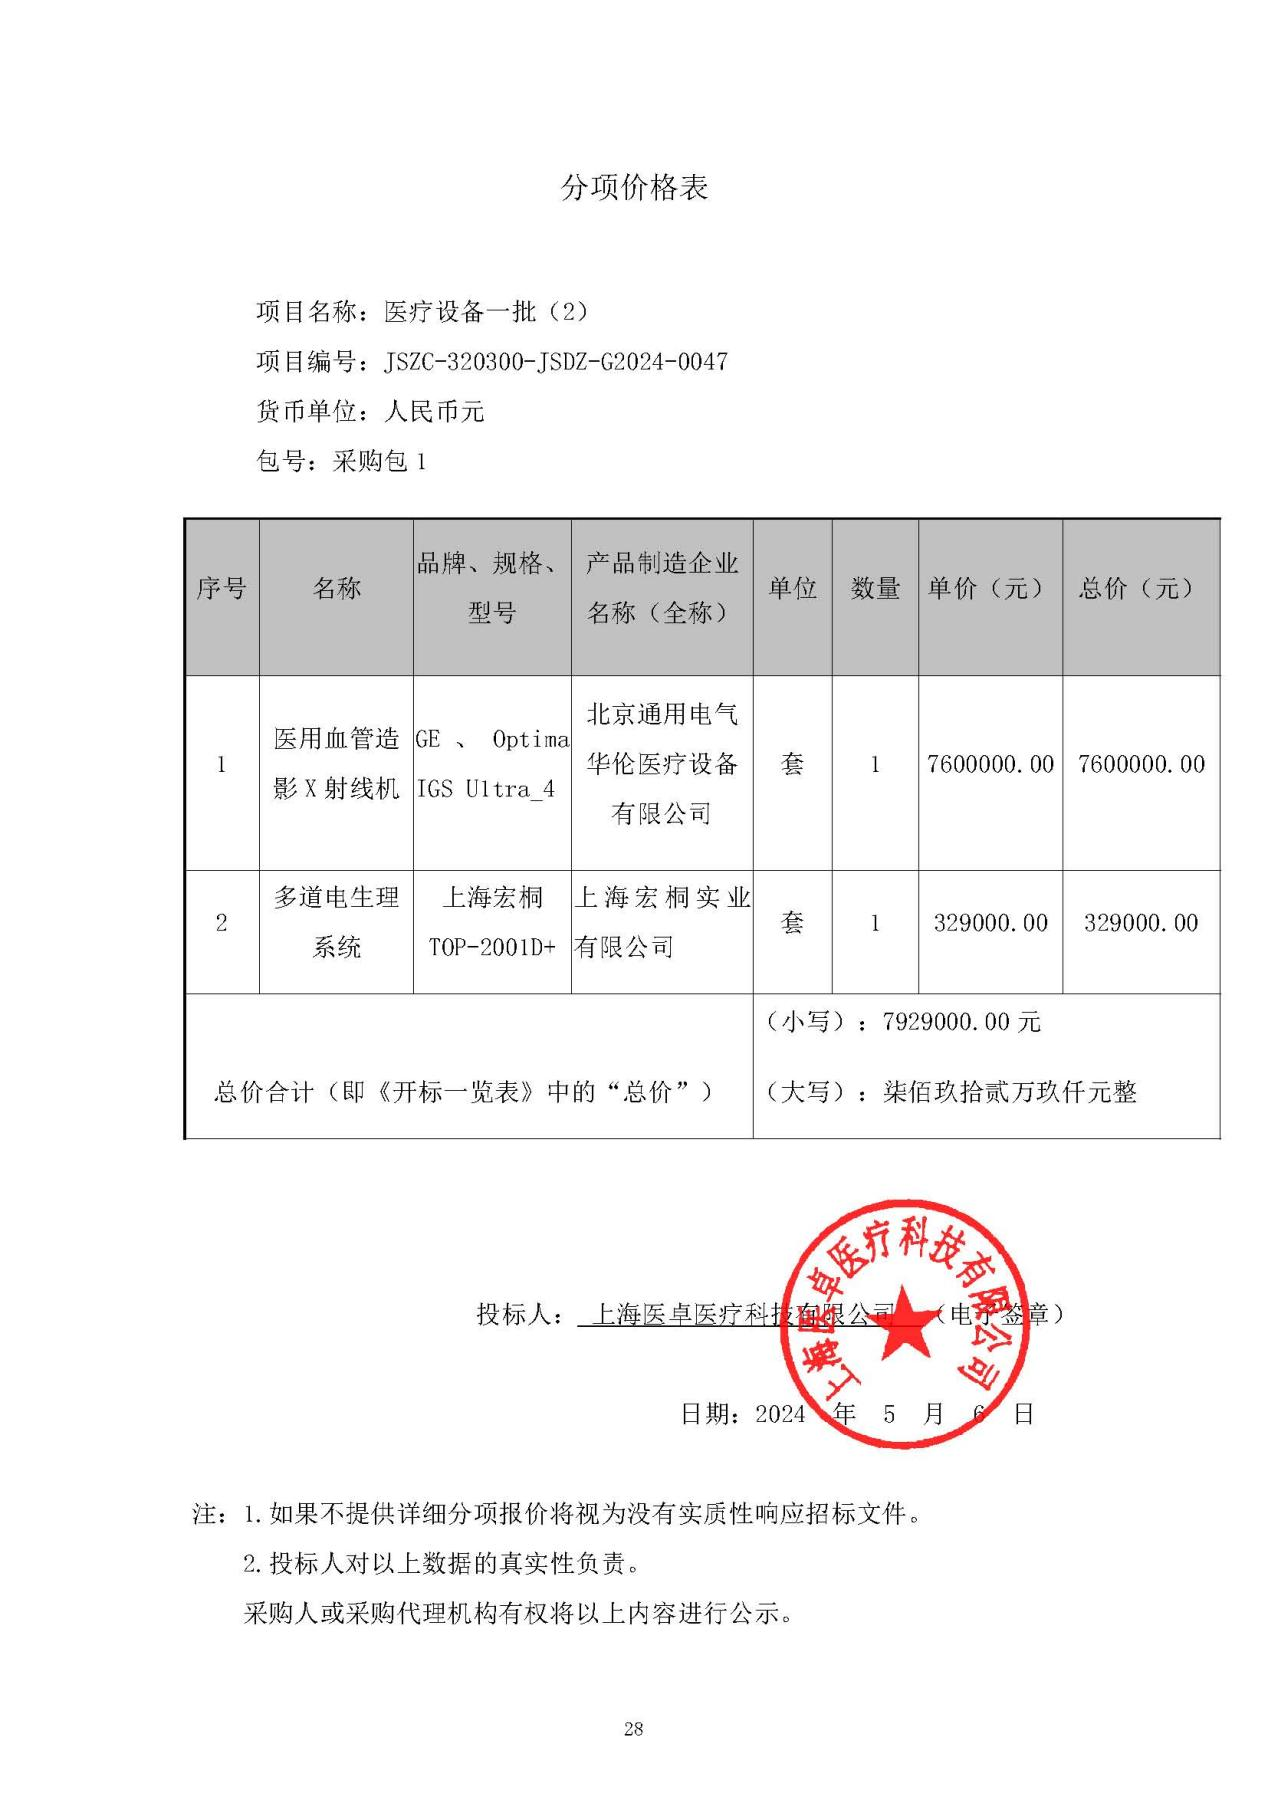 分项价格表
项目名称：医疗设备一批（2）
项目编号：JSZC-320300-JSDZ-G2024-0047
货币单位：人民币元
包号：采购包 1
序号 名称 品牌、规格、型号 产品制造企业名称（全称） 单位 数量 单价（元） 总价（元）
1 医用血管造影 X 射线机 GE 、 Optima IGS Ultra_4 北京通用电气华伦医疗设备有限公司 套 1 7600000.00 7600000.00
2 多道电生理系统 上海宏桐 TOP-2001D+ 上海宏桐实业有限公司 套 1 329000.00 329000.00
总价合计（即《开标一览表》中的“总价”） （小写）：7929000.00 元
（大写）：柒佰玖拾贰万玖仟元整
投标人： 上海医卓医疗科技有限公司 （电子签章）
上海医卓医疗科技有限公司
日期：2024 年 5 月 6 日
注：1.如果不提供详细分项报价将视为没有实质性响应招标文件。
2.投标人对以上数据的真实性负责。
采购人或采购代理机构有权将以上内容进行公示。
28